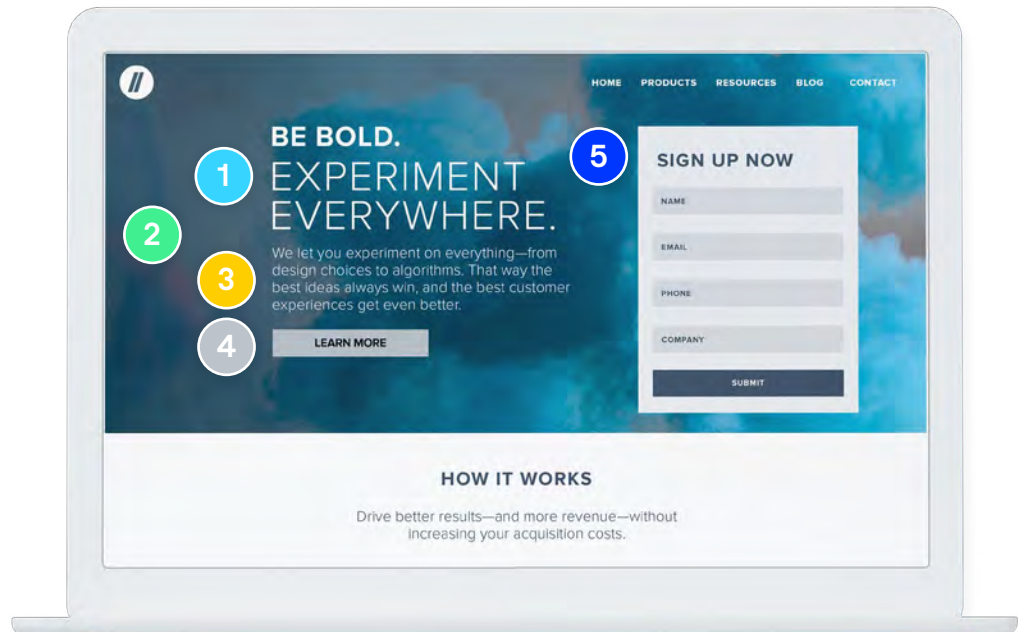 HOME PRODUCTS RESOURCES BLOG CONTACT
BE BOLD.
1
EXPERIMENT
EVERYWHERE.
2
3
We let you experiment on everything—from
design choices to algorithms. That way the
best ideas always win, and the best customer
experiences get even better.
4
LEARN MORE
5
SIGN UP NOW
NAME
EMAIL
PHONE
COMPANY
SUBMIT
HOW IT WORKS
Drive better results—and more revenue—without
increasing your acquisition costs.